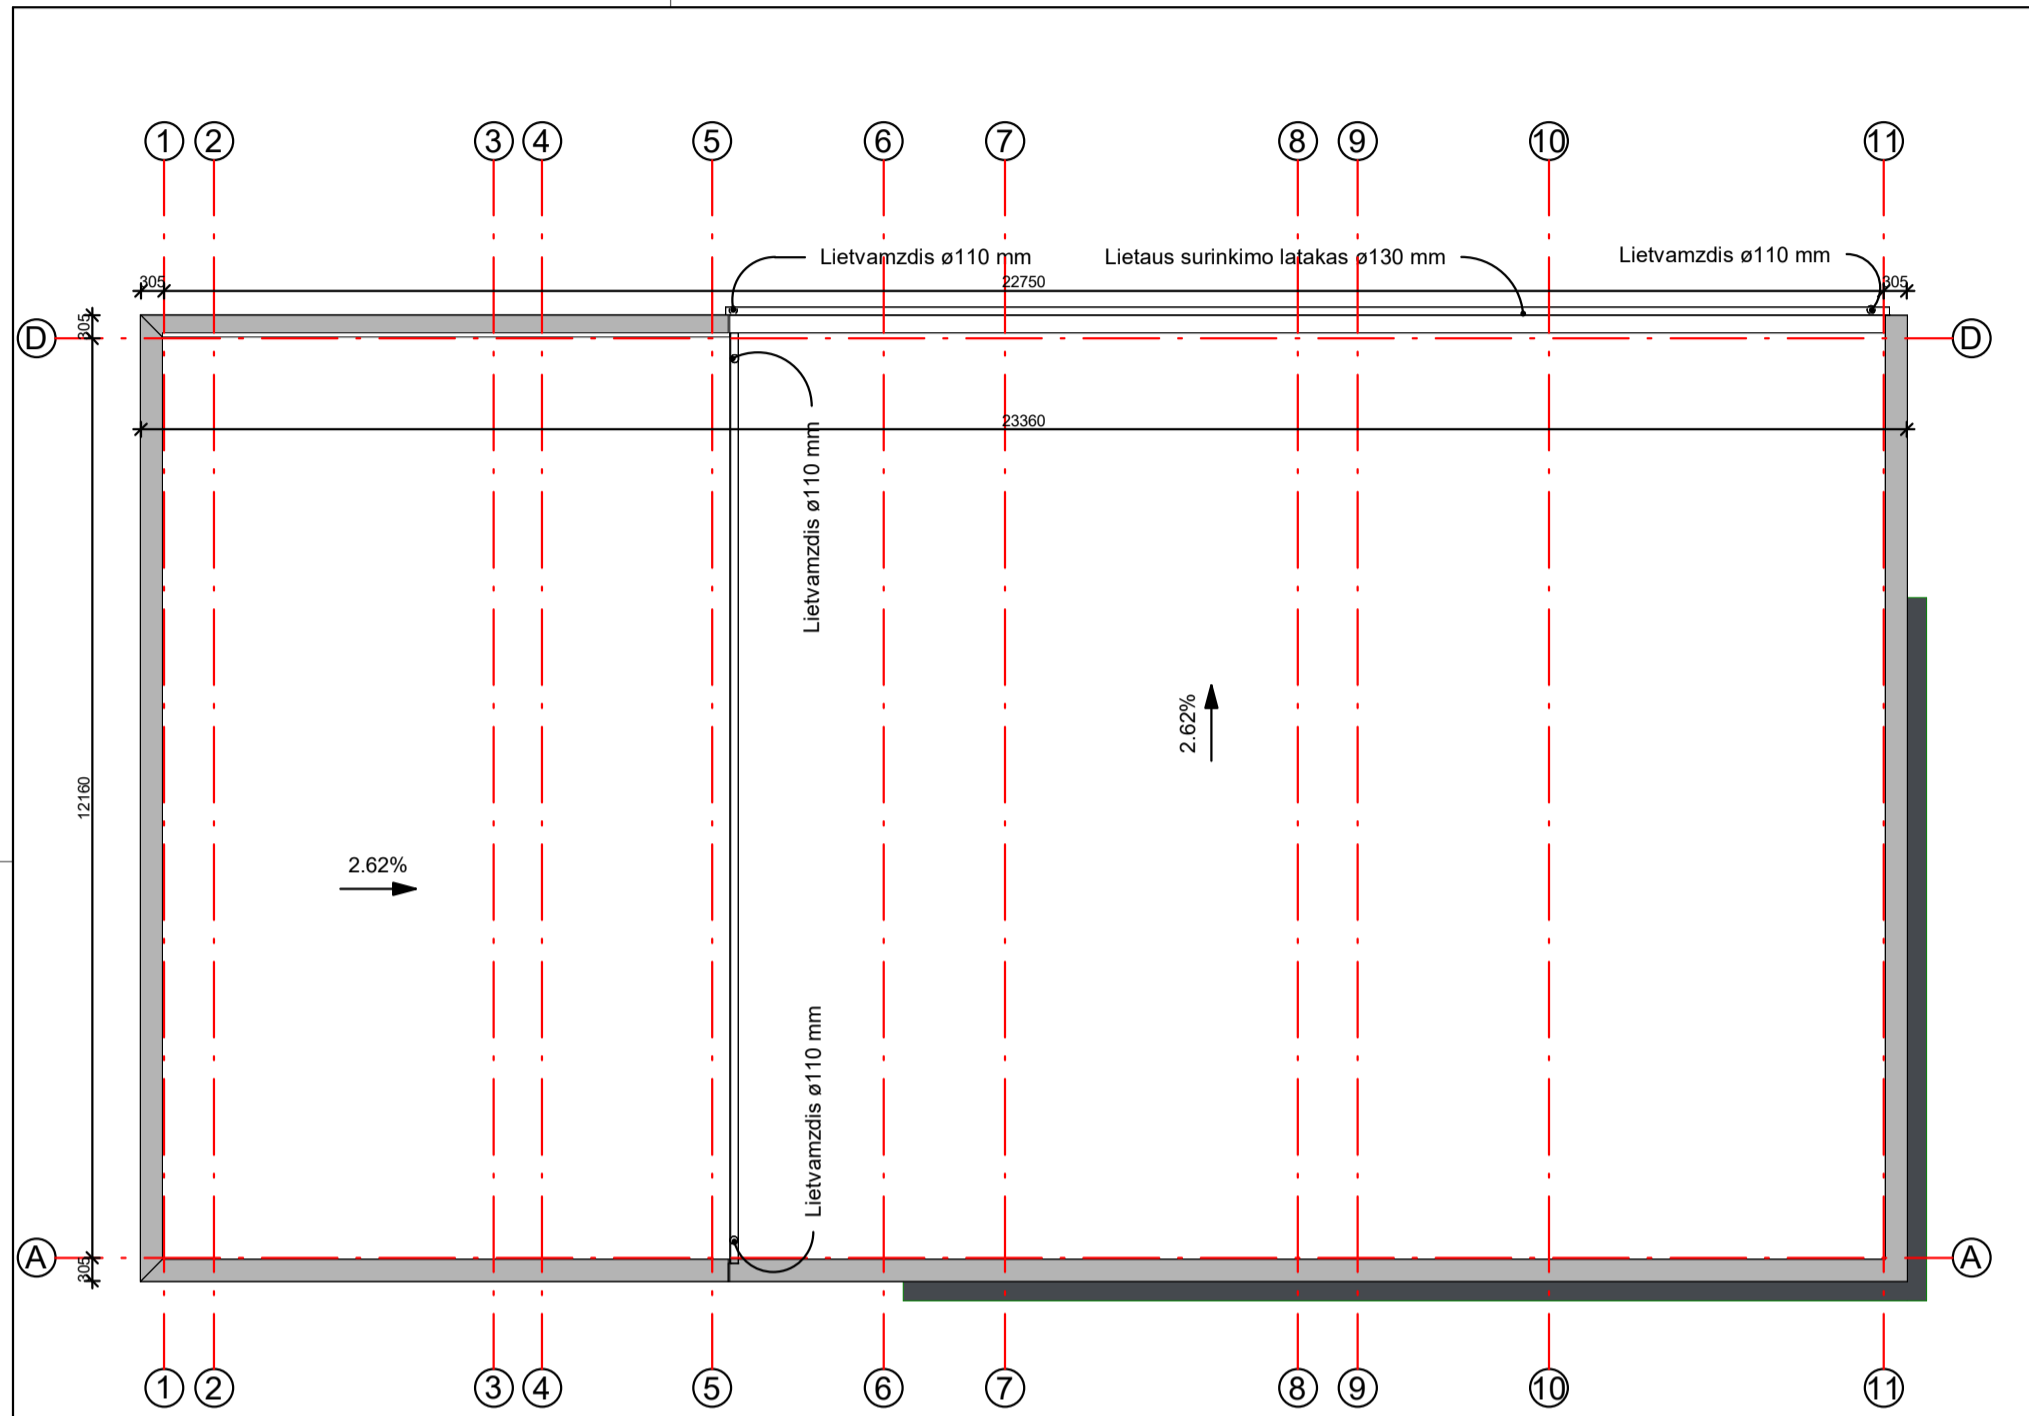 1 2 3 4 5 6 7 8 9 10 11
Lietvamzdis ø110 mm
Lietaus surinkimo latakas ø130 mm
Lietvamzdis ø110 mm
305
22750
305
305
D
D
23360
Lietvamzdis ø110 mm
2.62%
12160
2.62%
Lietvamzdis ø110 mm
A
A
305
1 2 3 4 5 6 7 8 9 10 11